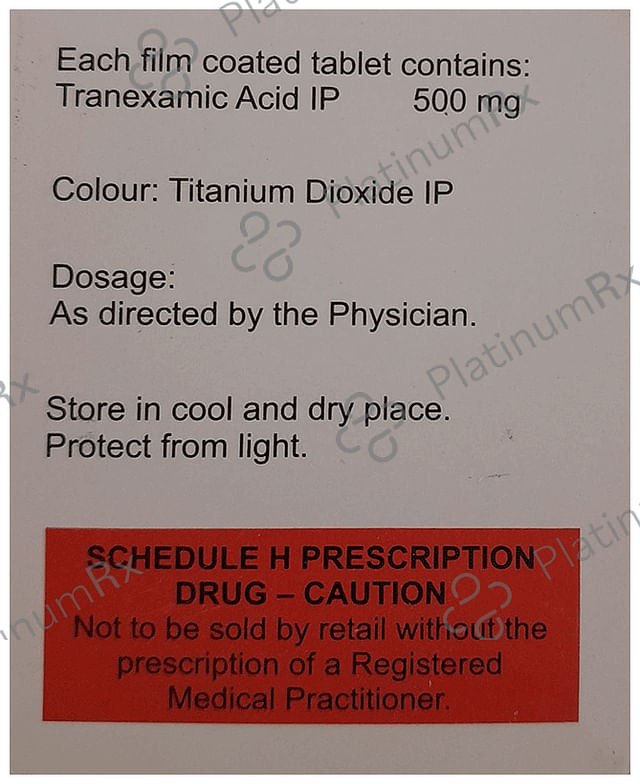 Each film coated tablet contains:
Tranexamic Acid IP 500 mg
Colour: Titanium Dioxide IP
Dosage:
As directed by the Physician.
Store in cool and dry place.
Protect from light.
SCHEDULE H PRESCRIPTION
DRUG – CAUTION
Not to be sold by retail without the
prescription of a Registered
Medical Practitioner.
PlatinumRx
PlatinumRx